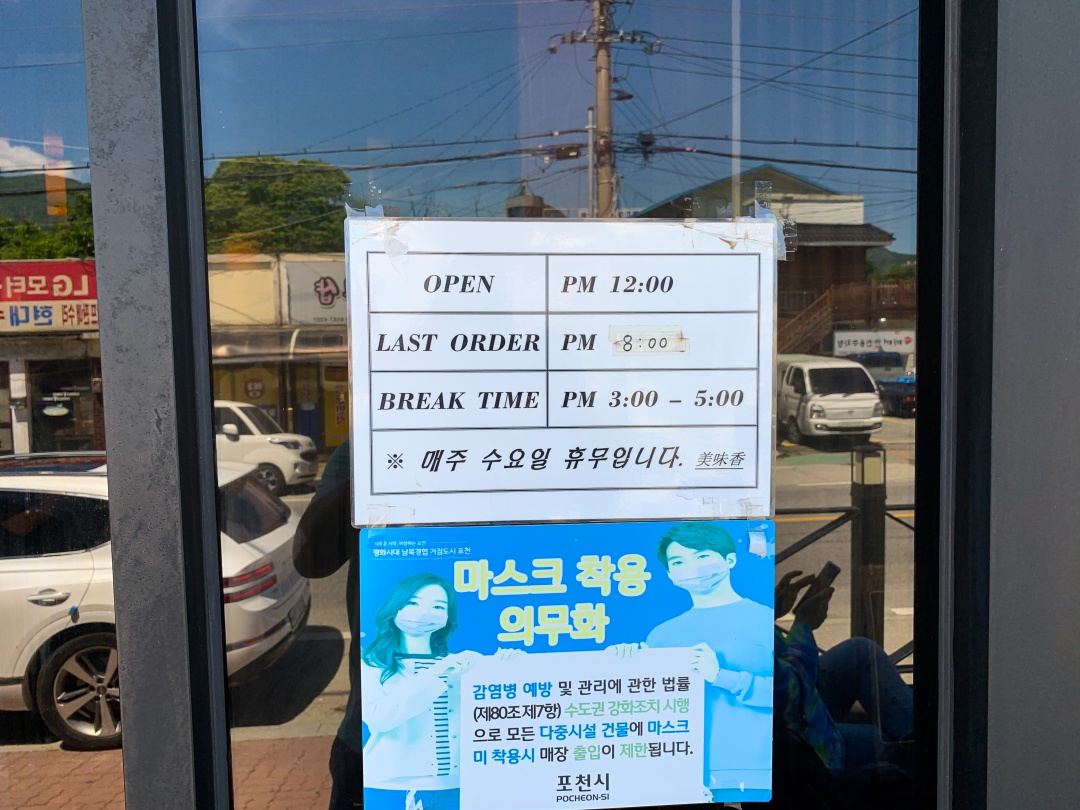 OPEN PM 12:00
LAST ORDER PM 8:00
BREAK TIME PM 3:00 – 5:00
※ 매주 수요일 휴무입니다. 美味香
평화시대 남북경협 거점도시 포천
마스크 착용
의무화
감염병 예방 및 관리에 관한 법률
(제80조 제7항) 수도권 강화조치 시행
으로 모든 다중시설 건물에 마스크
미 착용시 매장 출입이 제한됩니다.
포천시
POCHEON-SI
LG모터
현대